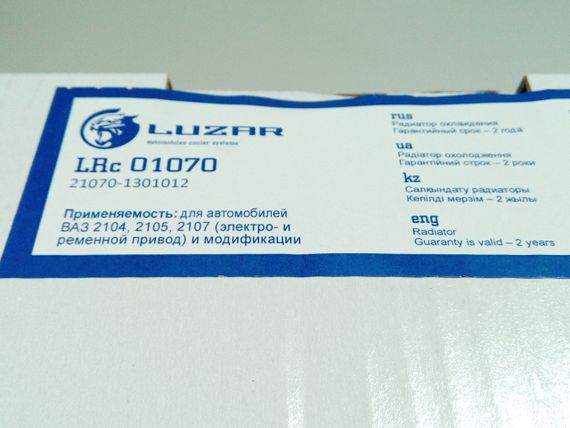 LUZAR
automobiles cooler systems
LRc 01070
21070-1301012
Применяемость: для автомобилей
ВАЗ 2104, 2105, 2107 (электро- и
ременной привод) и модификации
rus
Радиатор охлаждения
Гарантийный срок – 2 года
ua
Радіатор охолодження
Гарантійний строк – 2 роки
kz
Салқындату радиаторы
Кепілді мерзім – 2 жылы
eng
Radiator
Guaranty is valid – 2 years